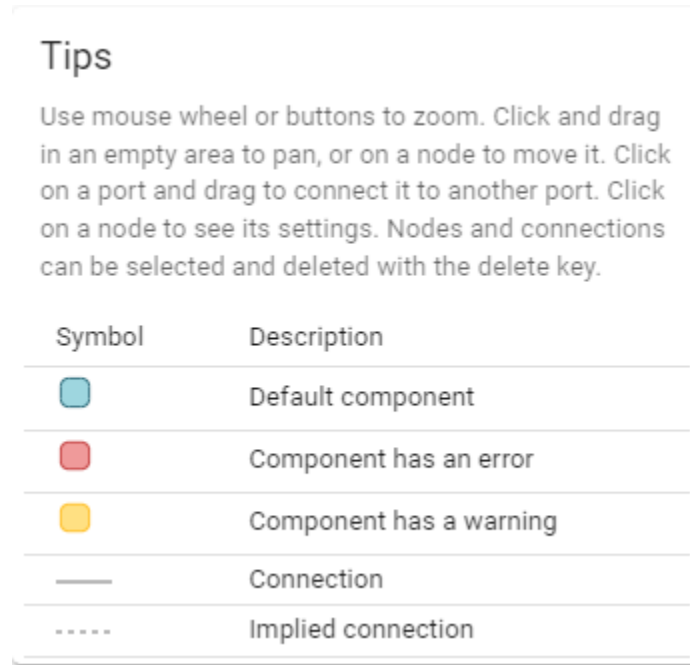 Tips
Use mouse wheel or buttons to zoom. Click and drag
in an empty area to pan, or on a node to move it. Click
on a port and drag to connect it to another port. Click
on a node to see its settings. Nodes and connections
can be selected and deleted with the delete key.
Symbol Description
Default component
Component has an error
Component has a warning
Connection
Implied connection